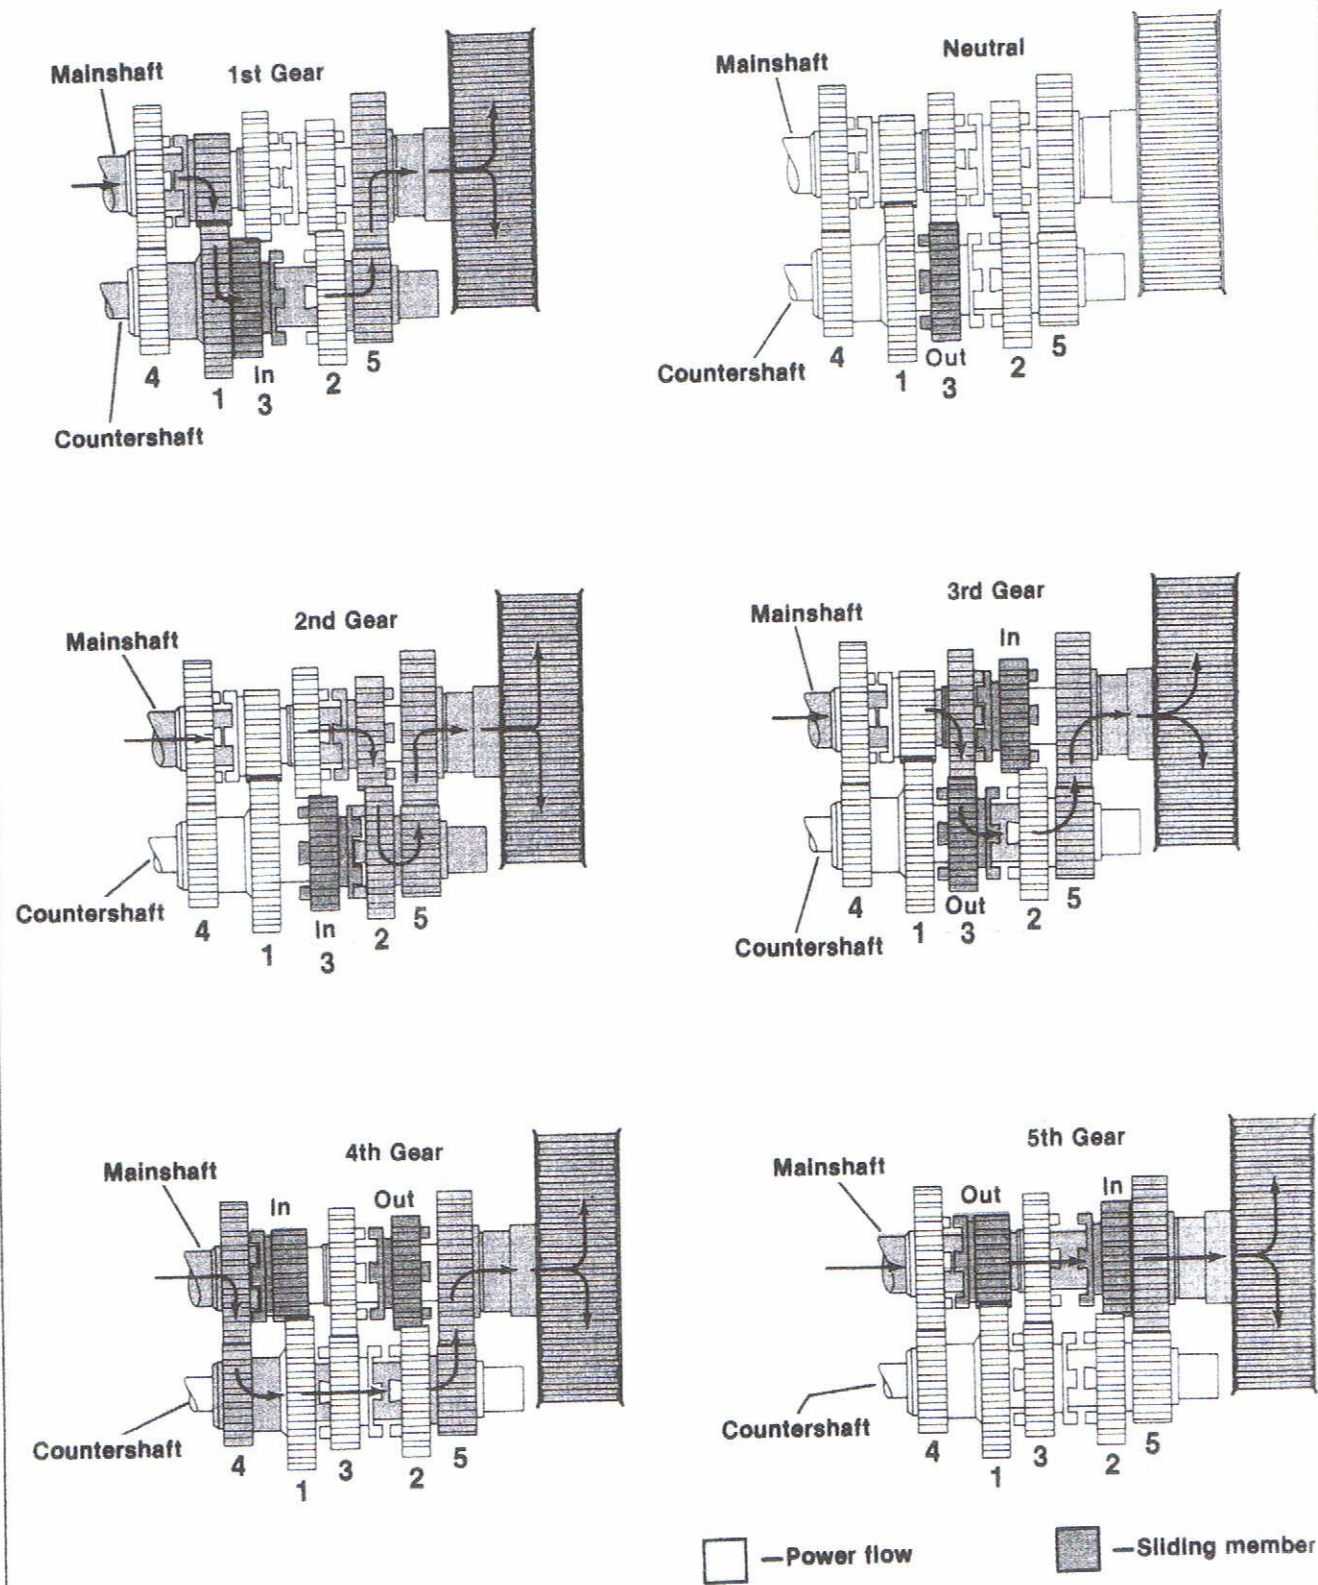 Mainshaft
1st Gear
4
1
In
3
2
5
Countershaft
Mainshaft
Neutral
4
1
Out
3
2
5
Countershaft
Mainshaft
2nd Gear
4
1
In
3
2
5
Countershaft
Mainshaft
3rd Gear
In
4
1
Out
3
2
5
Countershaft
Mainshaft
4th Gear
In
Out
4
1
3
2
5
Countershaft
Mainshaft
5th Gear
Out
In
4
1
3
2
5
Countershaft
—Power flow
—Sliding member